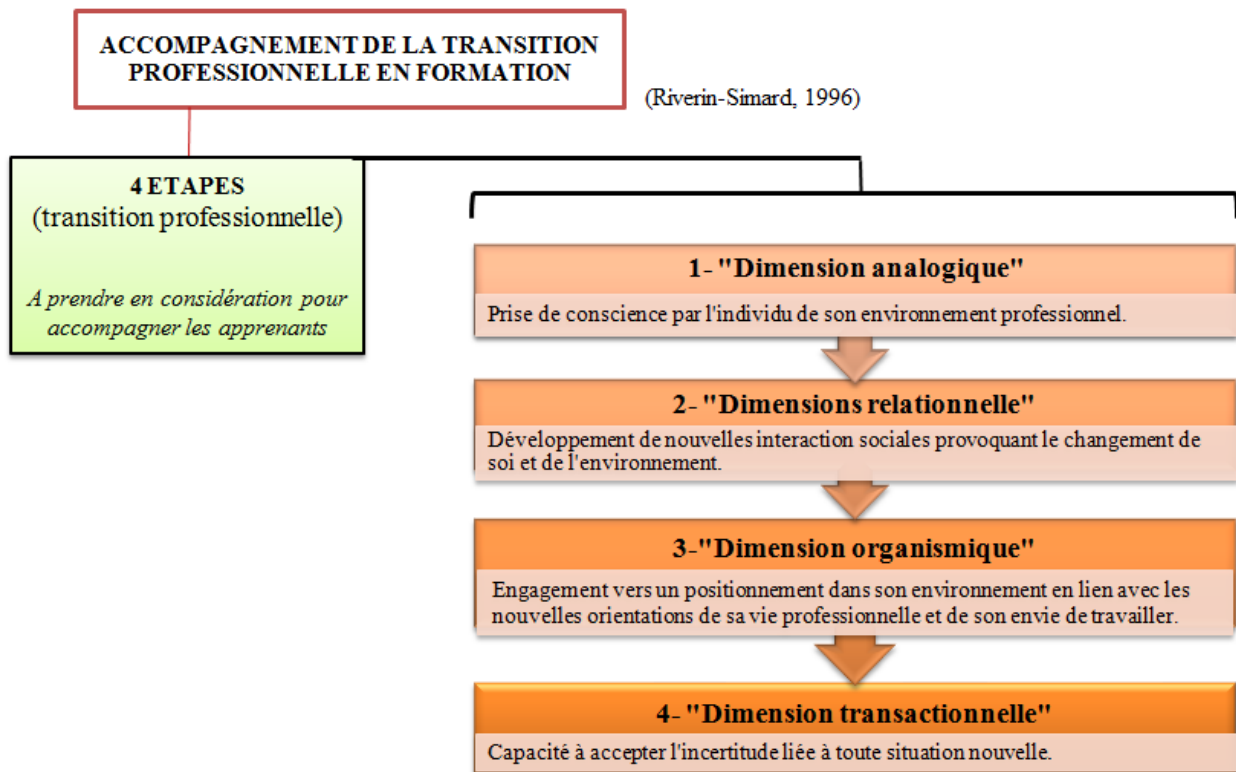 ACCOMPAGNEMENT DE LA TRANSITION
PROFESSIONNELLE EN FORMATION
(Riverin-Simard, 1996)
4 ETAPES
(transition professionnelle)
A prendre en considération pour
accompagner les apprenants
1- "Dimension analogique"
Prise de conscience par l'individu de son environnement professionnel.
2- "Dimensions relationnelle"
Développement de nouvelles interaction sociales provoquant le changement de
soi et de l'environnement.
3-"Dimension organismique"
Engagement vers un positionnement dans son environnement en lien avec les
nouvelles orientations de sa vie professionnelle et de son envie de travailler.
4- "Dimension transactionnelle"
Capacité à accepter l'incertitude liée à toute situation nouvelle.